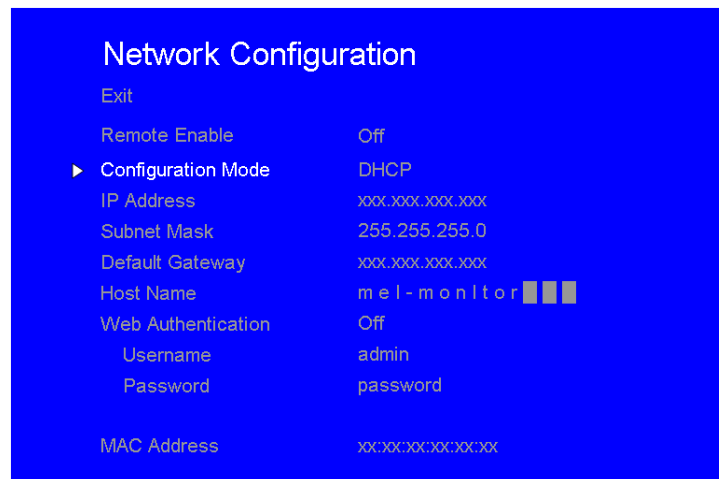 Network Configuration
Exit
Remote Enable Off
Configuration Mode DHCP
IP Address xxx.xxx.xxx.xxx
Subnet Mask 255.255.255.0
Default Gateway xxx.xxx.xxx.xxx
Host Name mel-monItor
Web Authentication Off
Username admin
Password password
MAC Address xx:xx:xx:xx:xx:xx